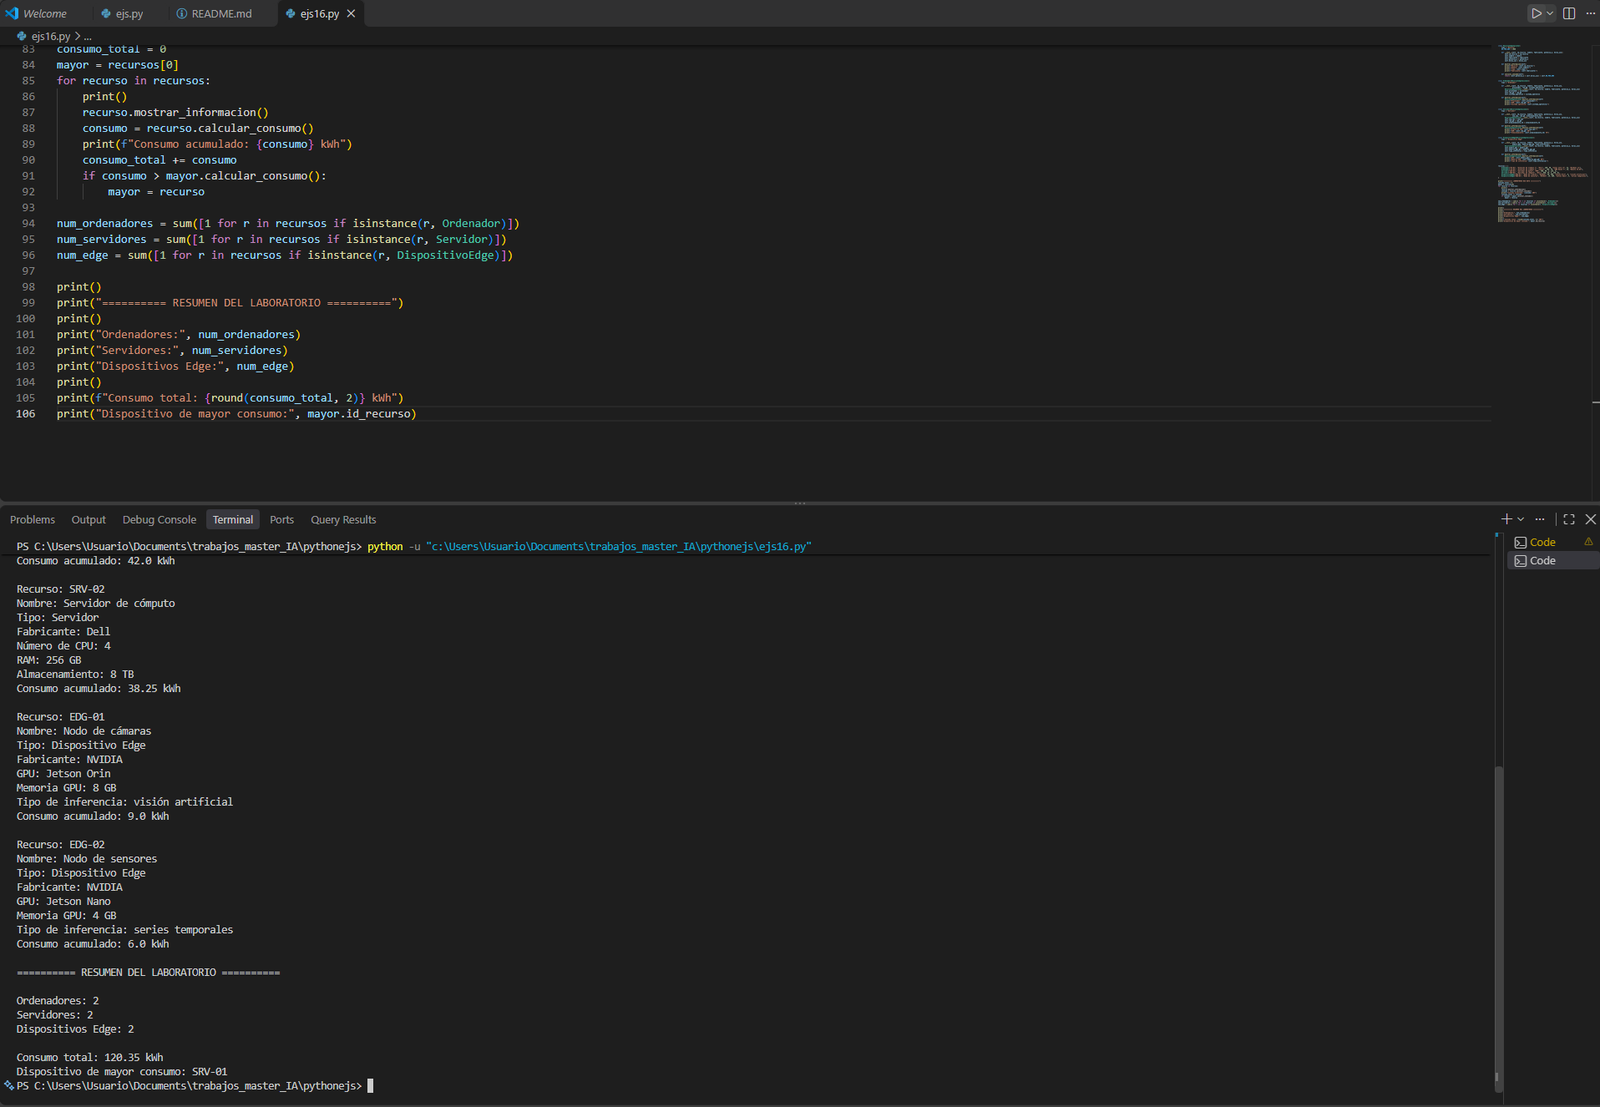 Welcome
ejs.py
README.md
ejs16.py
ejs16.py > ...
83 consumo_total = 0
84 mayor = recursos[0]
85 for recurso in recursos:
86 print()
87 recurso.mostrar_informacion()
88 consumo = recurso.calcular_consumo()
89 print(f"Consumo acumulado: {consumo} kWh")
90 consumo_total += consumo
91 if consumo > mayor.calcular_consumo():
92 mayor = recurso
93
94 num_ordenadores = sum([1 for r in recursos if isinstance(r, Ordenador)])
95 num_servidores = sum([1 for r in recursos if isinstance(r, Servidor)])
96 num_edge = sum([1 for r in recursos if isinstance(r, DispositivoEdge)])
97
98 print()
99 print("========== RESUMEN DEL LABORATORIO ==========")
100 print()
101 print("Ordenadores:", num_ordenadores)
102 print("Servidores:", num_servidores)
103 print("Dispositivos Edge:", num_edge)
104 print()
105 print(f"Consumo total: {round(consumo_total, 2)} kWh")
106 print("Dispositivo de mayor consumo:", mayor.id_recurso)
Problems Output Debug Console Terminal Ports Query Results
PS C:\Users\Usuario\Documents\trabajos_master_IA\pythonejs> python -u "c:\Users\Usuario\Documents\trabajos_master_IA\pythonejs\ejs16.py"
Code
Code
Consumo acumulado: 42.0 kWh
Recurso: SRV-02
Nombre: Servidor de cómputo
Tipo: Servidor
Fabricante: Dell
Número de CPU: 4
RAM: 256 GB
Almacenamiento: 8 TB
Consumo acumulado: 38.25 kWh
Recurso: EDG-01
Nombre: Nodo de cámaras
Tipo: Dispositivo Edge
Fabricante: NVIDIA
GPU: Jetson Orin
Memoria GPU: 8 GB
Tipo de inferencia: visión artificial
Consumo acumulado: 9.0 kWh
Recurso: EDG-02
Nombre: Nodo de sensores
Tipo: Dispositivo Edge
Fabricante: NVIDIA
GPU: Jetson Nano
Memoria GPU: 4 GB
Tipo de inferencia: series temporales
Consumo acumulado: 6.0 kWh
========== RESUMEN DEL LABORATORIO ==========
Ordenadores: 2
Servidores: 2
Dispositivos Edge: 2
Consumo total: 120.35 kWh
Dispositivo de mayor consumo: SRV-01
PS C:\Users\Usuario\Documents\trabajos_master_IA\pythonejs>